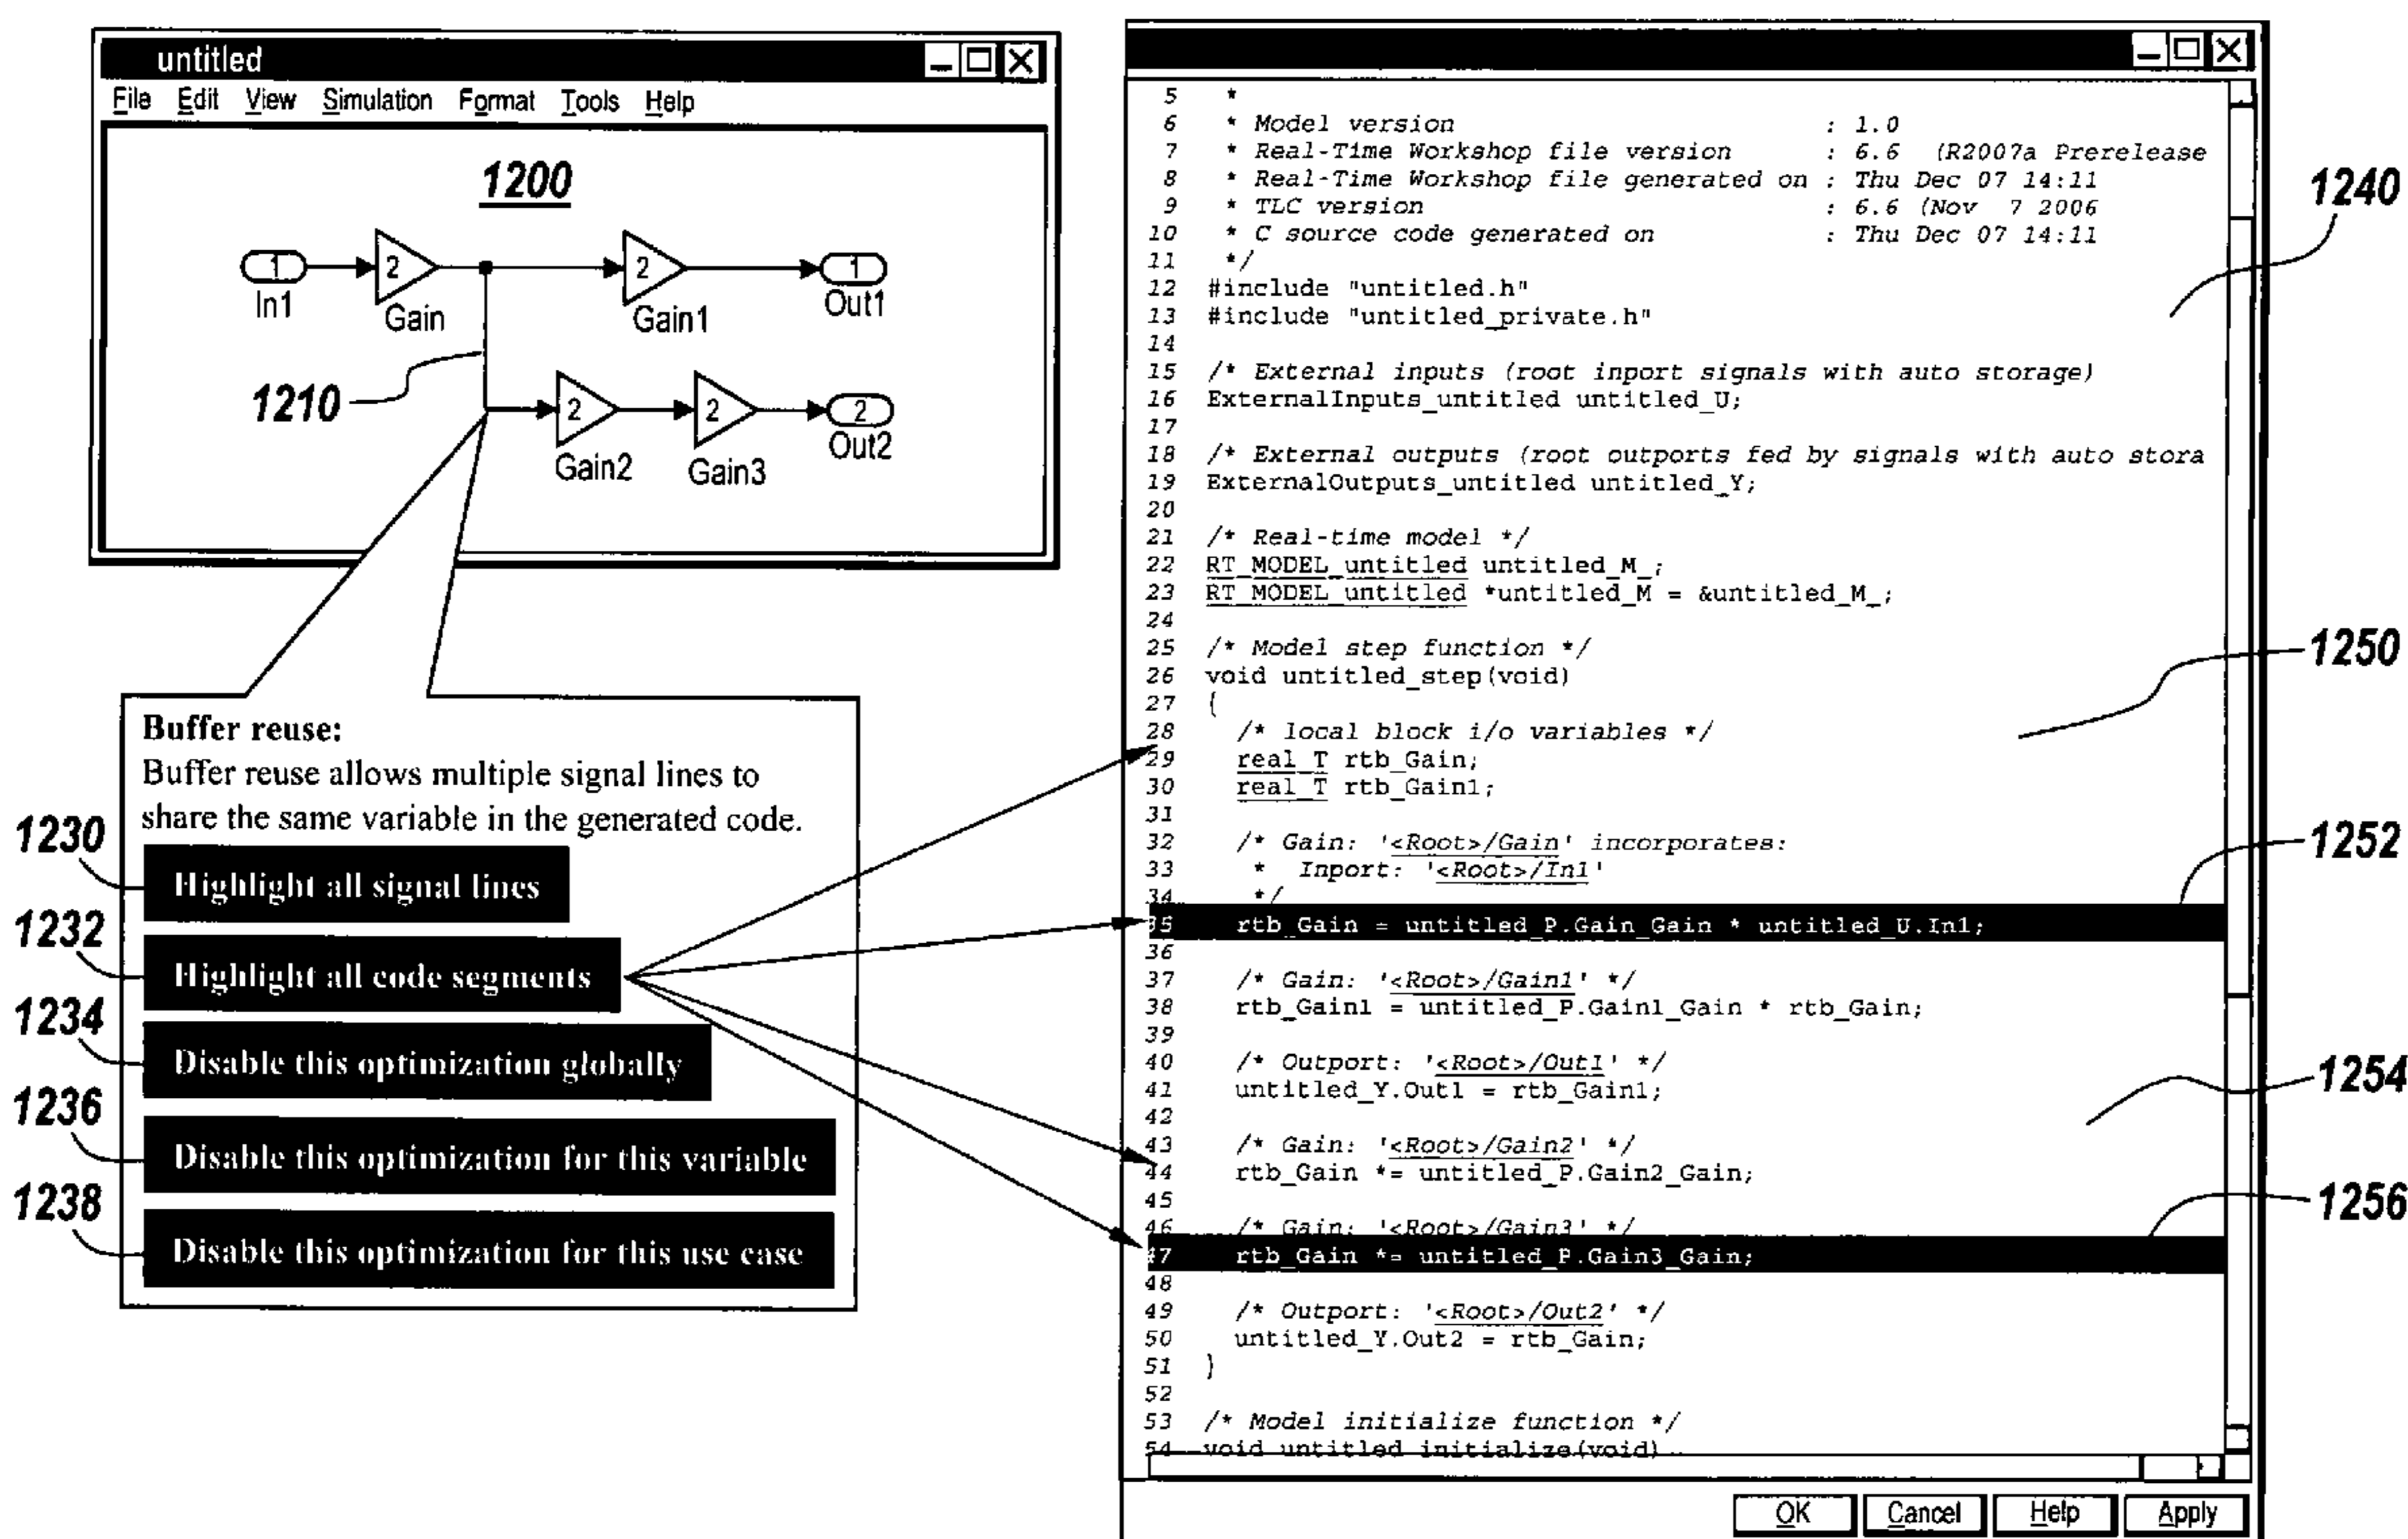 untitled
File Edit View Simulation Format Tools Help
1200
1
2
2
1
In1
Gain
Gain1
Out1
1210
2
2
2
Gain2
Gain3
Out2
Buffer reuse:
Buffer reuse allows multiple signal lines to
share the same variable in the generated code.
1230
Highlight all signal lines
1232
Highlight all code segments
1234
Disable this optimization globally
1236
Disable this optimization for this variable
1238
Disable this optimization for this use case
5 *
6 * Model version : 1.0
7 * Real-Time Workshop file version : 6.6 (R2007a Prerelease
8 * Real-Time Workshop file generated on : Thu Dec 07 14:11
9 * TLC version : 6.6 (Nov 7 2006
10 * C source code generated on : Thu Dec 07 14:11
11 */
12 #include "untitled.h"
13 #include "untitled_private.h"
14
15 /* External inputs (root inport signals with auto storage)
16 ExternalInputs_untitled untitled_U;
17
18 /* External outputs (root outports fed by signals with auto stora
19 ExternalOutputs_untitled untitled_Y;
20
21 /* Real-time model */
22 RT_MODEL_untitled untitled_M_;
23 RT_MODEL_untitled *untitled_M = &untitled_M_;
24
25 /* Model step function */
26 void untitled_step(void)
27 {
28 /* local block i/o variables */
29 real_T rtb_Gain;
30 real_T rtb_Gain1;
31
32 /* Gain: '<Root>/Gain' incorporates:
33 * Inport: '<Root>/In1'
34 */
35 rtb_Gain = untitled_P.Gain_Gain * untitled_U.In1;
36
37 /* Gain: '<Root>/Gain1' */
38 rtb_Gain1 = untitled_P.Gain1_Gain * rtb_Gain;
39
40 /* Outport: '<Root>/Out1' */
41 untitled_Y.Out1 = rtb_Gain1;
42
43 /* Gain: '<Root>/Gain2' */
44 rtb_Gain *= untitled_P.Gain2_Gain;
45
46 /* Gain: '<Root>/Gain3' */
47 rtb_Gain *= untitled_P.Gain3_Gain;
48
49 /* Outport: '<Root>/Out2' */
50 untitled_Y.Out2 = rtb_Gain;
51 }
52
53 /* Model initialize function */
54 void untitled_initialize(void)
OK Cancel Help Apply
1240
1250
1252
1254
1256